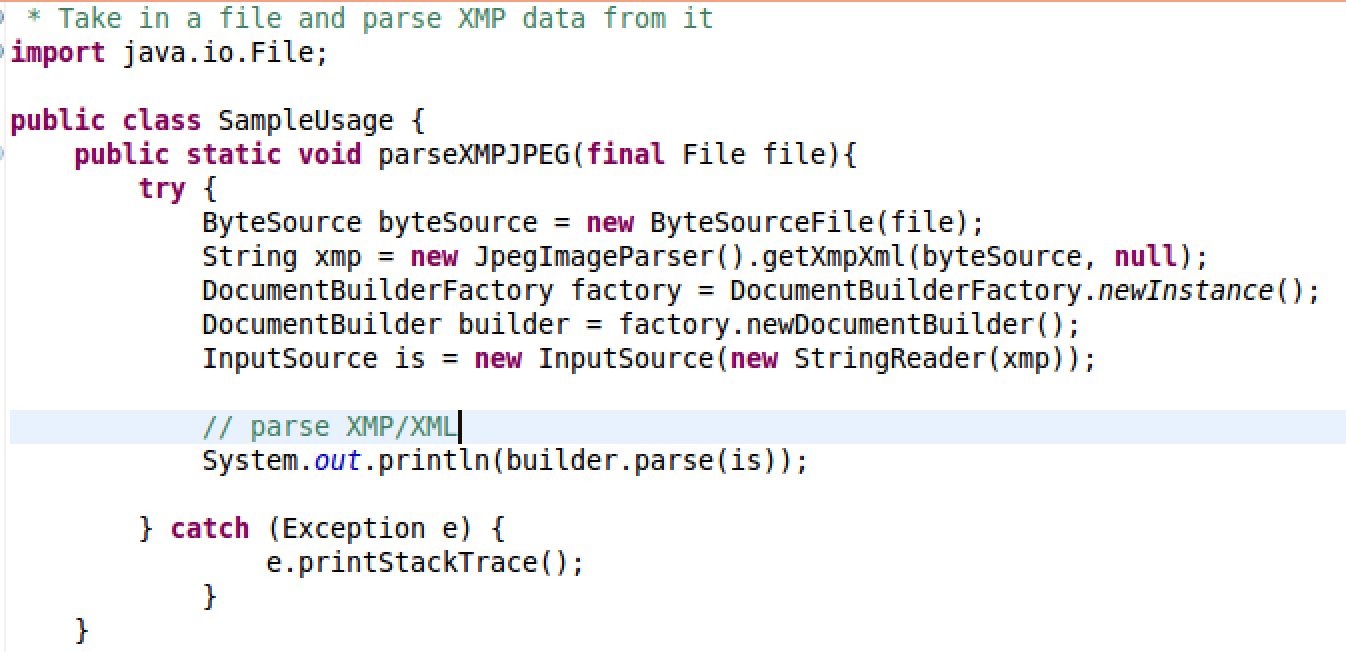 * Take in a file and parse XMP data from it
import java.io.File;
public class SampleUsage {
public static void parseXMPJPEG(final File file){
try {
ByteSource byteSource = new ByteSourceFile(file);
String xmp = new JpegImageParser().getXmpXml(byteSource, null);
DocumentBuilderFactory factory = DocumentBuilderFactory.newInstance();
DocumentBuilder builder = factory.newDocumentBuilder();
InputSource is = new InputSource(new StringReader(xmp));
// parse XMP/XML
System.out.println(builder.parse(is));
} catch (Exception e) {
e.printStackTrace();
}
}